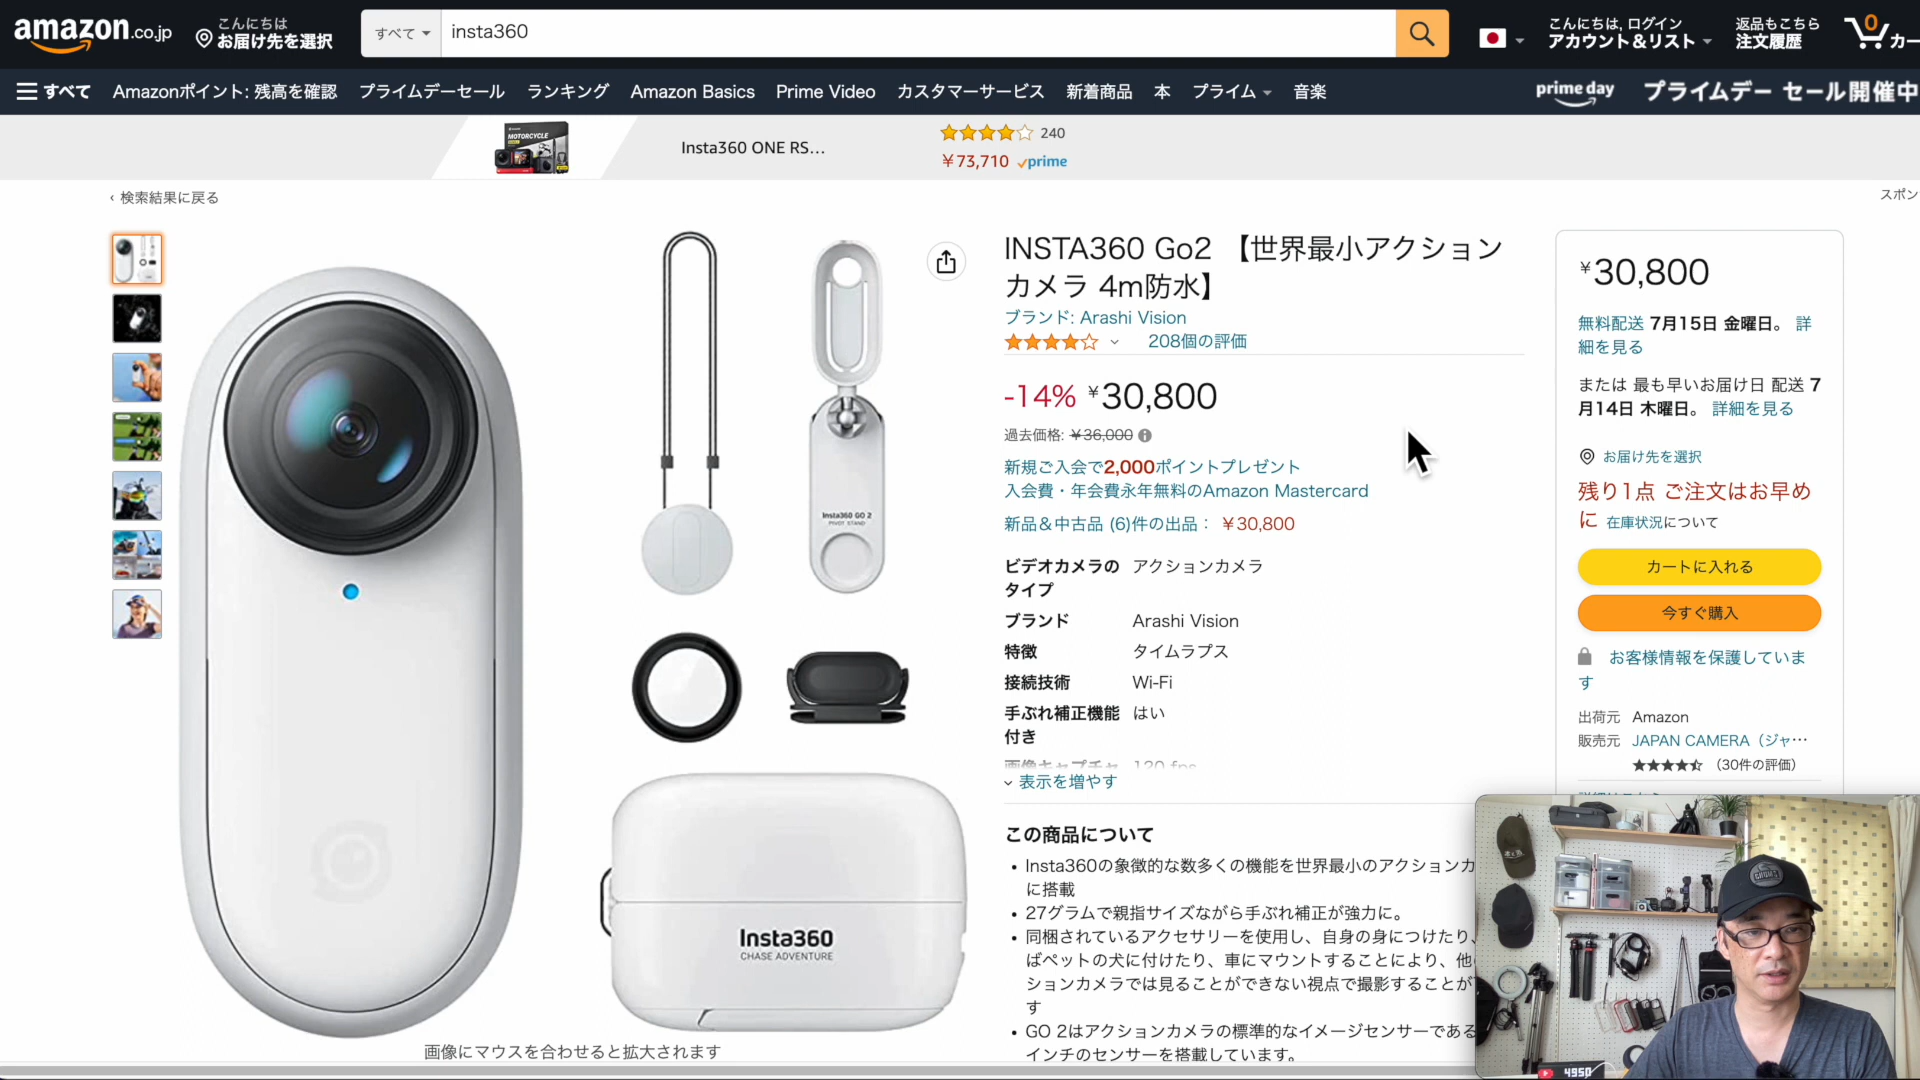 amazon.co.jp
こんにちは
お届け先を選択
すべて
insta360
こんにちは, ログイン
アカウント＆リスト
返品もこちら
注文履歴
0
カー
すべて
Amazonポイント: 残高を確認
プライムデーセール
ランキング
Amazon Basics
Prime Video
カスタマーサービス
新着商品
本
プライム
音楽
prime day
プライムデー セール開催中
MOTORCYCLE
Insta360 ONE RS…
240
￥73,710 prime
‹ 検索結果に戻る
スポン
INSTA360 Go2 【世界最小アクション
カメラ 4m防水】
ブランド: Arashi Vision
208個の評価
-14% ￥30,800
過去価格: ￥36,000
新規ご入会で2,000ポイントプレゼント
入会費・年会費永年無料のAmazon Mastercard
新品＆中古品 (6)件の出品： ￥30,800
ビデオカメラの
タイプ
アクションカメラ
ブランド Arashi Vision
特徴 タイムラプス
接続技術 Wi-Fi
手ぶれ補正機能
付き
はい
画像キャプチャ 120 fps
表示を増やす
この商品について
• Insta360の象徴的な数多くの機能を世界最小のアクションカ
に搭載
• 27グラムで親指サイズながら手ぶれ補正が強力に。
• 同梱されているアクセサリーを使用し、自身の身につけたり、
ばペットの犬に付けたり、車にマウントすることにより、他
ションカメラでは見ることができない視点で撮影することが
す
• GO 2はアクションカメラの標準的なイメージセンサーである
インチのセンサーを搭載しています。
Insta360 GO 2
PIVOT STAND
Insta360
CHASE ADVENTURE
画像にマウスを合わせると拡大されます
￥30,800
無料配送 7月15日 金曜日。 詳
細を見る
または 最も早いお届け日 配送 7
月14日 木曜日。 詳細を見る
お届け先を選択
残り1点 ご注文はお早め
に 在庫状況について
カートに入れる
今すぐ購入
お客様情報を保護していま
す
出荷元 Amazon
販売元 JAPAN CAMERA（ジャ…
（30件の評価）
CHUMS
4950